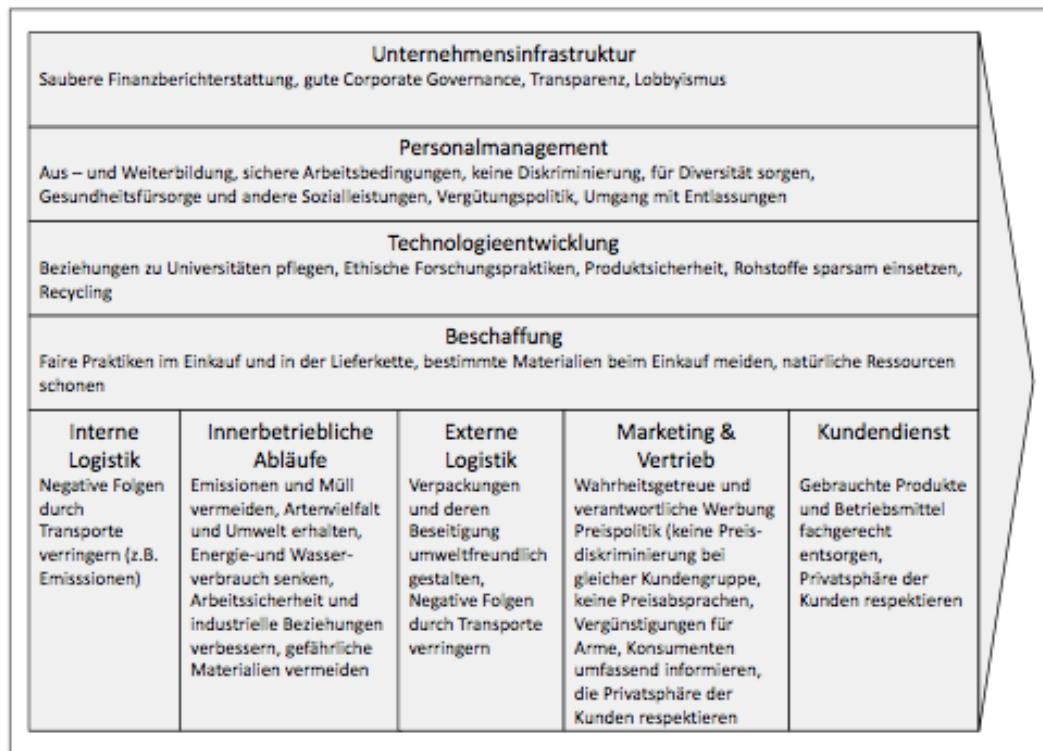 Unternehmensinfrastruktur
Saubere Finanzberichterstattung, gute Corporate Governance, Transparenz, Lobbyismus
Personalmanagement
Aus – und Weiterbildung, sichere Arbeitsbedingungen, keine Diskriminierung, für Diversität sorgen,
Gesundheitsfürsorge und andere Sozialleistungen, Vergütungspolitik, Umgang mit Entlassungen
Technologieentwicklung
Beziehungen zu Universitäten pflegen, Ethische Forschungspraktiken, Produktsicherheit, Rohstoffe sparsam einsetzen,
Recycling
Beschaffung
Faire Praktiken im Einkauf und in der Lieferkette, bestimmte Materialien beim Einkauf meiden, natürliche Ressourcen
schonen
Interne
Logistik
Negative Folgen
durch
Transporte
verringern (z.B.
Emisssionen)
Innerbetriebliche
Abläufe
Emissionen und Müll
vermeiden, Artenvielfalt
und Umwelt erhalten,
Energie-und Wasser-
verbrauch senken,
Arbeitssicherheit und
industrielle Beziehungen
verbessern, gefährliche
Materialien vermeiden
Externe
Logistik
Verpackungen
und deren
Beseitigung
umweltfreundlich
gestalten,
Negative Folgen
durch Transporte
verringern
Marketing &
Vertrieb
Wahrheitsgetreue und
verantwortliche Werbung
Preispolitik (keine Preis-
diskriminierung bei
gleicher Kundengruppe,
keine Preisabsprachen,
Vergünstigungen für
Arme, Konsumenten
umfassend informieren,
die Privatsphäre der
Kunden respektieren
Kundendienst
Gebrauchte Produkte
und Betriebsmittel
fachgerecht
entsorgen,
Privatsphäre der
Kunden respektieren